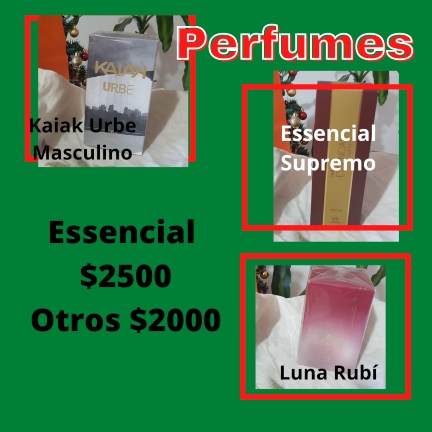 Perfumes
KAIAK
URBE
Kaiak Urbe
Masculino
Essencial
Supremo
Essencial
$2500
Otros $2000
Luna Rubí